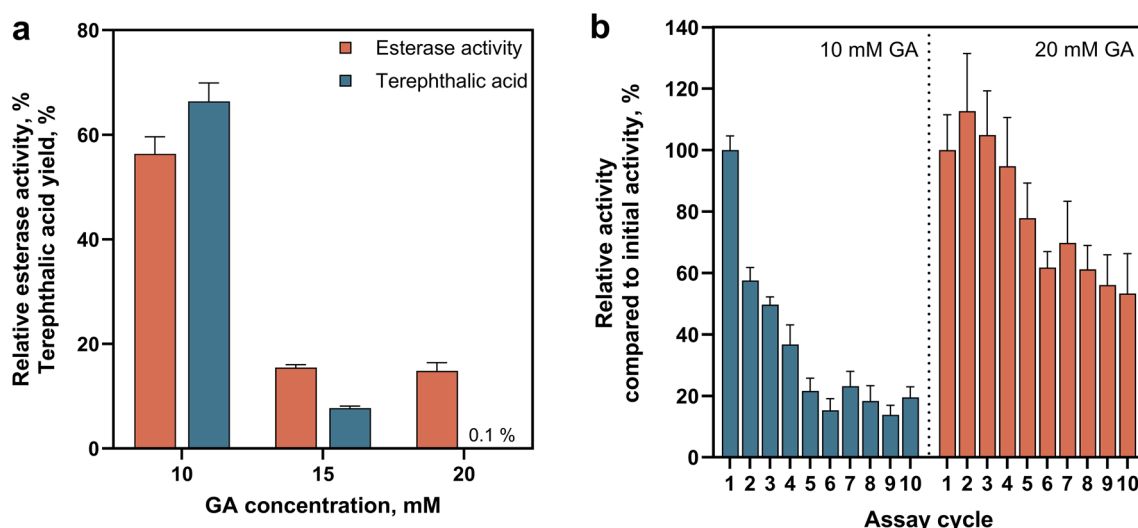 a
Relative esterase activity, %
Terephthalic acid yield, %
80
60
40
20
0
Esterase activity
Terephthalic acid
0.1 %
10 15 20
GA concentration, mM
b
Relative activity
compared to initial activity, %
140
120
100
80
60
40
20
0
10 mM GA
20 mM GA
1 2 3 4 5 6 7 8 9 10 1 2 3 4 5 6 7 8 9 10
Assay cycle